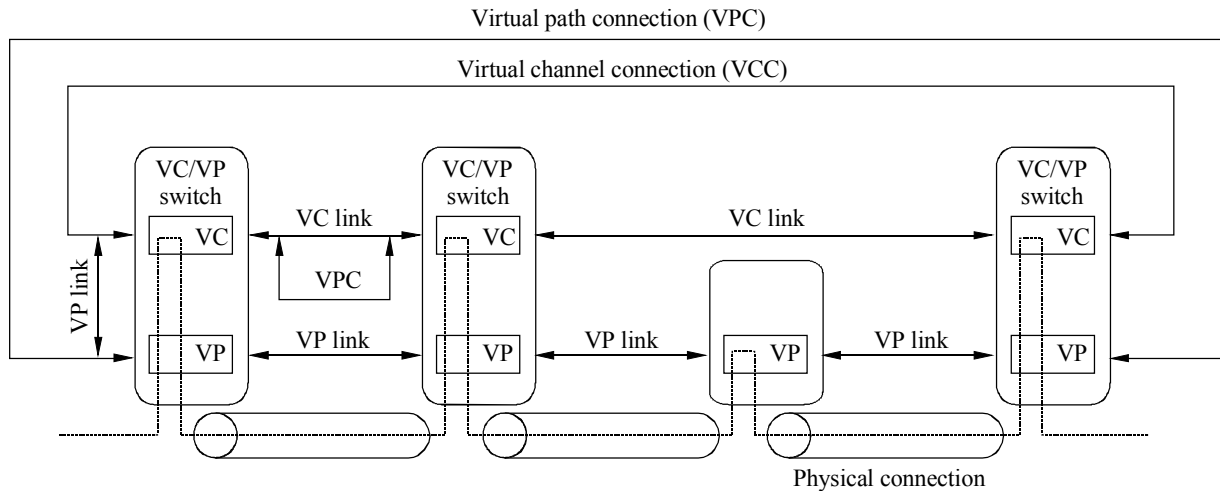 Virtual path connection (VPC)
Virtual channel connection (VCC)
VC/VP
switch
VC/VP
switch
VC/VP
switch
VC link
VC link
VC
VC
VC
VP link
VPC
VP link
VP link
VP link
VP
VP
VP
VP
Physical connection